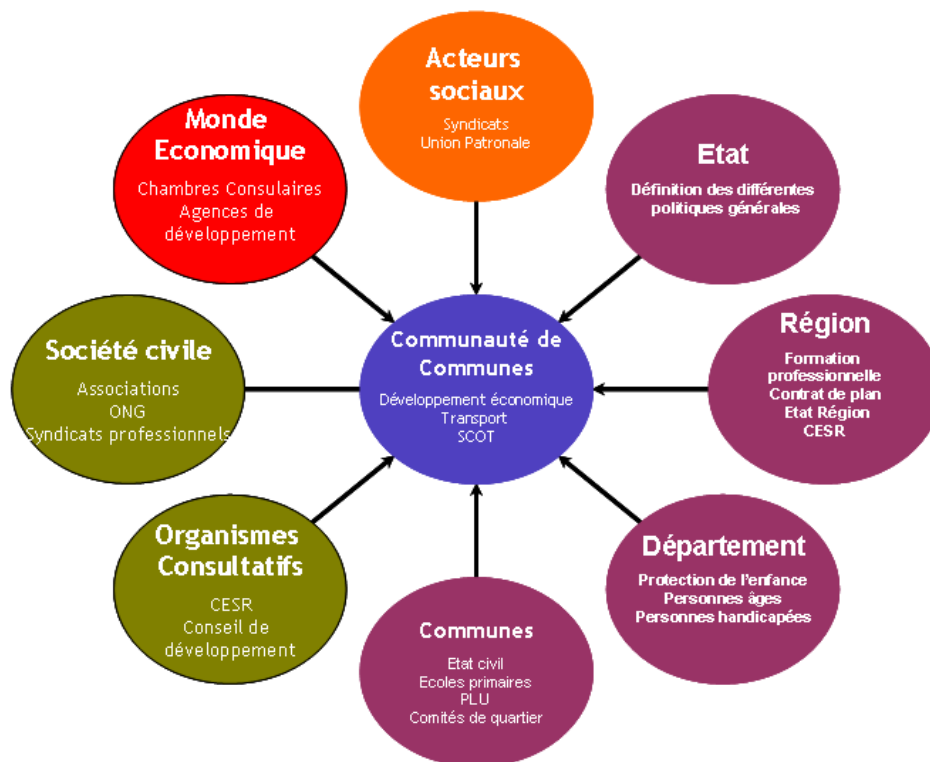 Acteurs
sociaux
Syndicats
Union Patronale
Monde
Economique
Chambres Consulaires
Agences de
développement
Etat
Définition des différentes
politiques générales
Société civile
Associations
ONG
Syndicats professionnels
Communauté de
Communes
Développement économique
Transport
SCOT
Région
Formation
professionnelle
Contrat de plan
Etat Région
CESR
Organismes
Consultatifs
CESR
Conseil de
développement
Communes
Etat civil
Ecoles primaires
PLU
Comités de quartier
Département
Protection de l'enfance
Personnes âges
Personnes handicapées